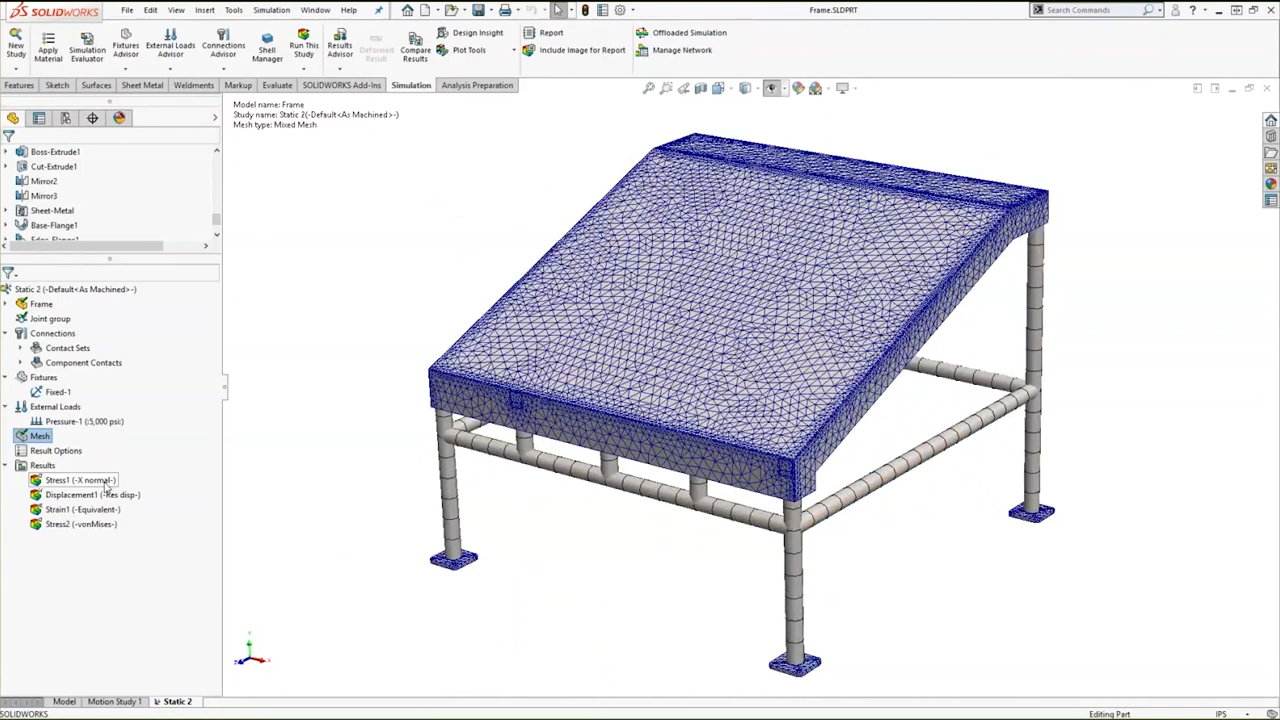 SOLIDWORKS
File Edit View Insert Tools Simulation Window Help
Frame.SLDPRT
Search Commands
New Study
Apply Material
Simulation Evaluator
Fixtures Advisor
External Loads Advisor
Connections Advisor
Shell Manager
Run This Study
Results Advisor
Deformed Result
Compare Results
Design Insight
Plot Tools
Report
Include Image for Report
Offloaded Simulation
Manage Network
Features Sketch Surfaces Sheet Metal Weldments Markup Evaluate SOLIDWORKS Add-Ins Simulation Analysis Preparation
Model name: Frame
Study name: Static 2(-Default<As Machined>-)
Mesh type: Mixed Mesh
Boss-Extrude1
Cut-Extrude1
Mirror2
Mirror3
Sheet-Metal
Base-Flange1
Static 2 (-Default<As Machined>-)
Frame
Joint group
Connections
Contact Sets
Component Contacts
Fixtures
Fixed-1
External Loads
Pressure-1 (:5,000 psi:)
Mesh
Result Options
Results
Stress1 (-X normal-)
Displacement1 (-Res disp-)
Strain1 (-Equivalent-)
Stress2 (-vonMises-)
Y
Z
X
Model Motion Study 1 Static 2
SOLIDWORKS
Editing Part
IPS